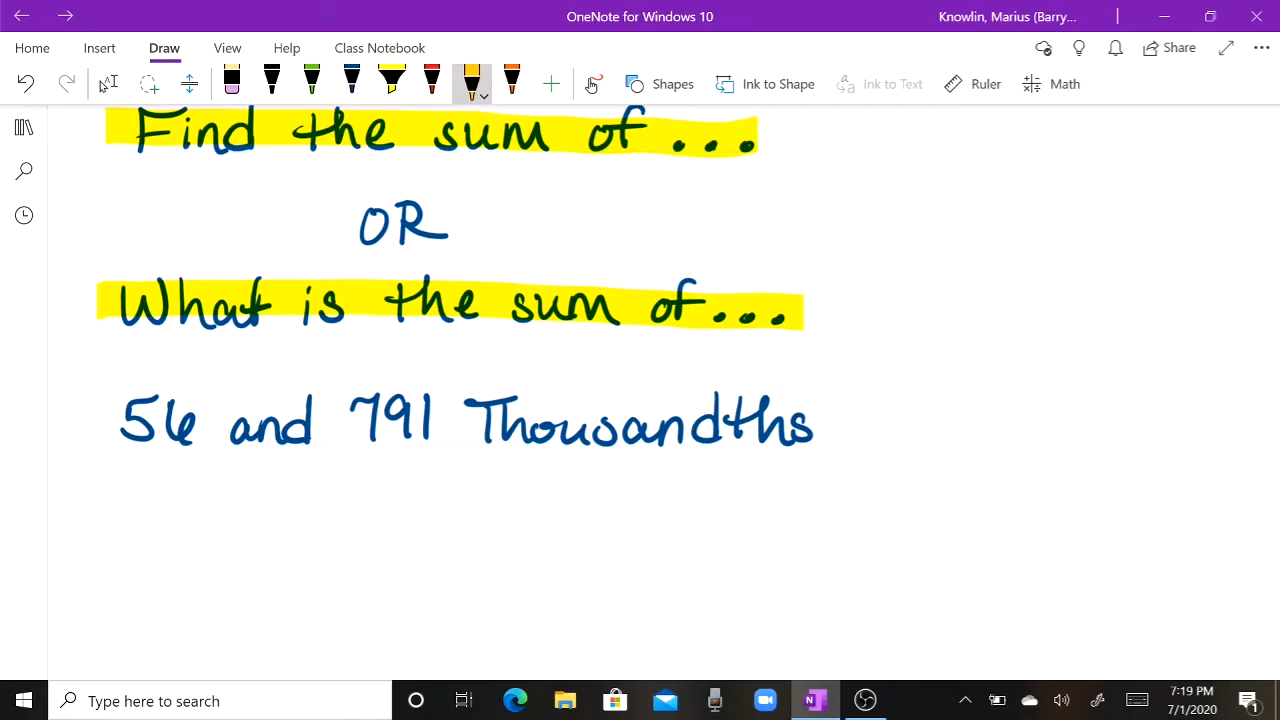 OneNote for Windows 10
Knowlin, Marius (Barry...
Home Insert Draw View Help Class Notebook Share
Shapes Ink to Shape Ink to Text Ruler Math
Find the sum of...
OR
What is the sum of...
56 and 791 Thousandths
Type here to search
7:19 PM
7/1/2020
1